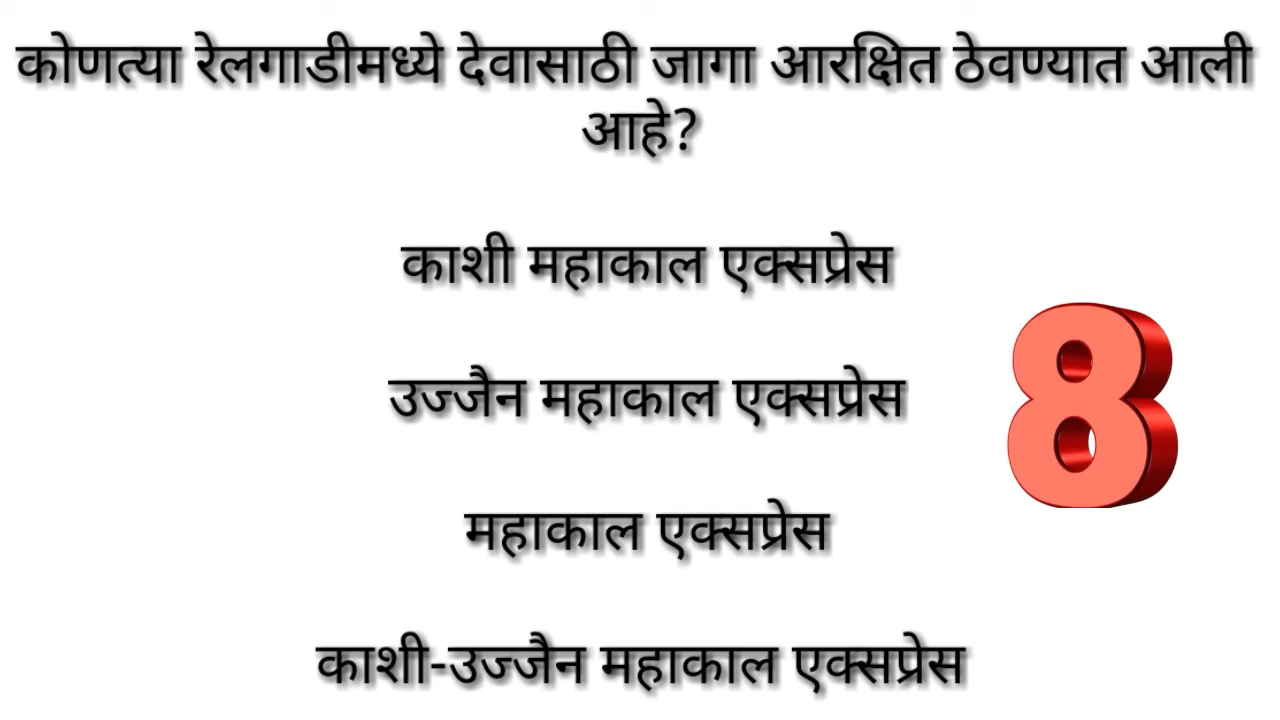 कोणत्या रेलगाडीमध्ये देवासाठी जागा आरक्षित ठेवण्यात आली
आहे?
काशी महाकाल एक्सप्रेस
उज्जैन महाकाल एक्सप्रेस
8
महाकाल एक्सप्रेस
काशी-उज्जैन महाकाल एक्सप्रेस